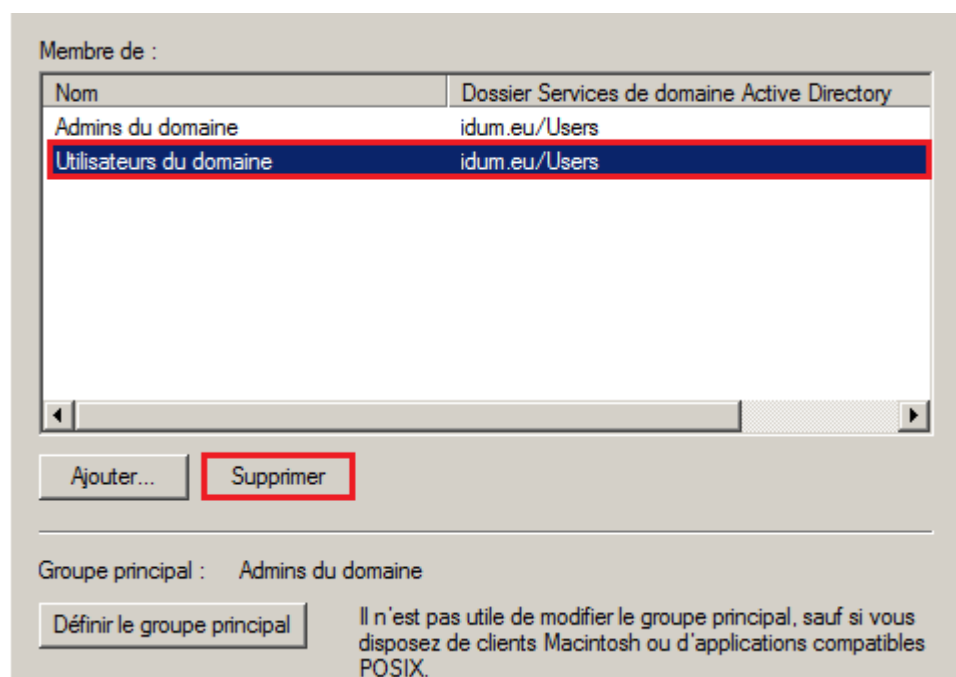 Membre de :
Nom Dossier Services de domaine Active Directory
Admins du domaine idum.eu/Users
Utilisateurs du domaine idum.eu/Users
Ajouter... Supprimer
Groupe principal : Admins du domaine
Définir le groupe principal
Il n'est pas utile de modifier le groupe principal, sauf si vous
disposez de clients Macintosh ou d'applications compatibles
POSIX.